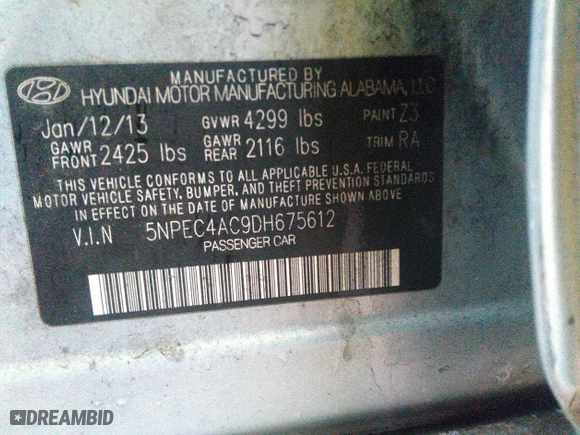 MANUFACTURED BY
HYUNDAI MOTOR MANUFACTURING ALABAMA, LLC
Jan/12/13 GVWR 4299 lbs PAINT Z3
GAWR FRONT 2425 lbs GAWR REAR 2116 lbs TRIM RA
THIS VEHICLE CONFORMS TO ALL APPLICABLE U.S.A. FEDERAL
MOTOR VEHICLE SAFETY, BUMPER, AND THEFT PREVENTION STANDARDS
IN EFFECT ON THE DATE OF MANUFACTURE SHOWN ABOVE
V.I.N 5NPEC4AC9DH675612
PASSENGER CAR
DREAMBID